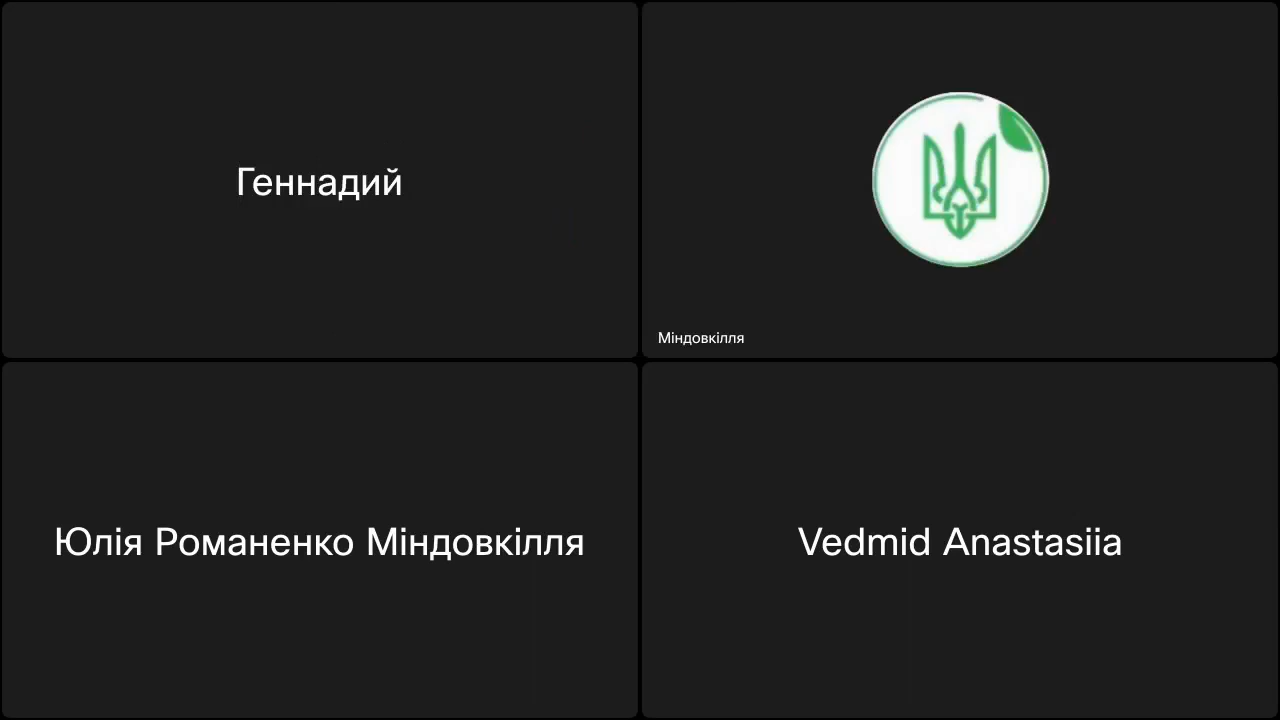 Геннадий
Міндовкілля
Юлія Романенко Міндовкілля
Vedmid Anastasiia